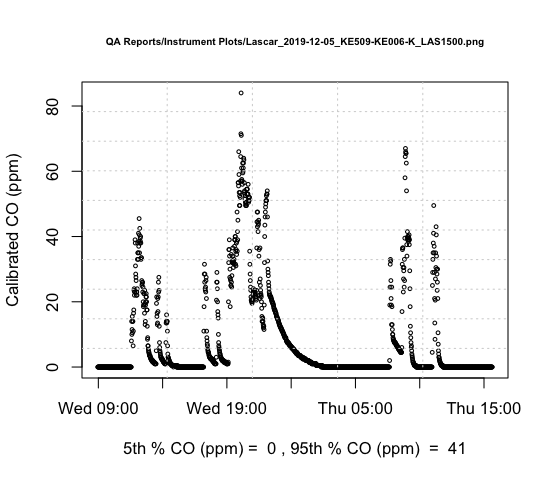 QA Reports/Instrument Plots/Lascar_2019-12-05_KE509-KE006-K_LAS1500.png
Calibrated CO (ppm)
80
60
40
20
0
Wed 09:00 Wed 19:00 Thu 05:00 Thu 15:00
5th % CO (ppm) = 0 , 95th % CO (ppm) = 41